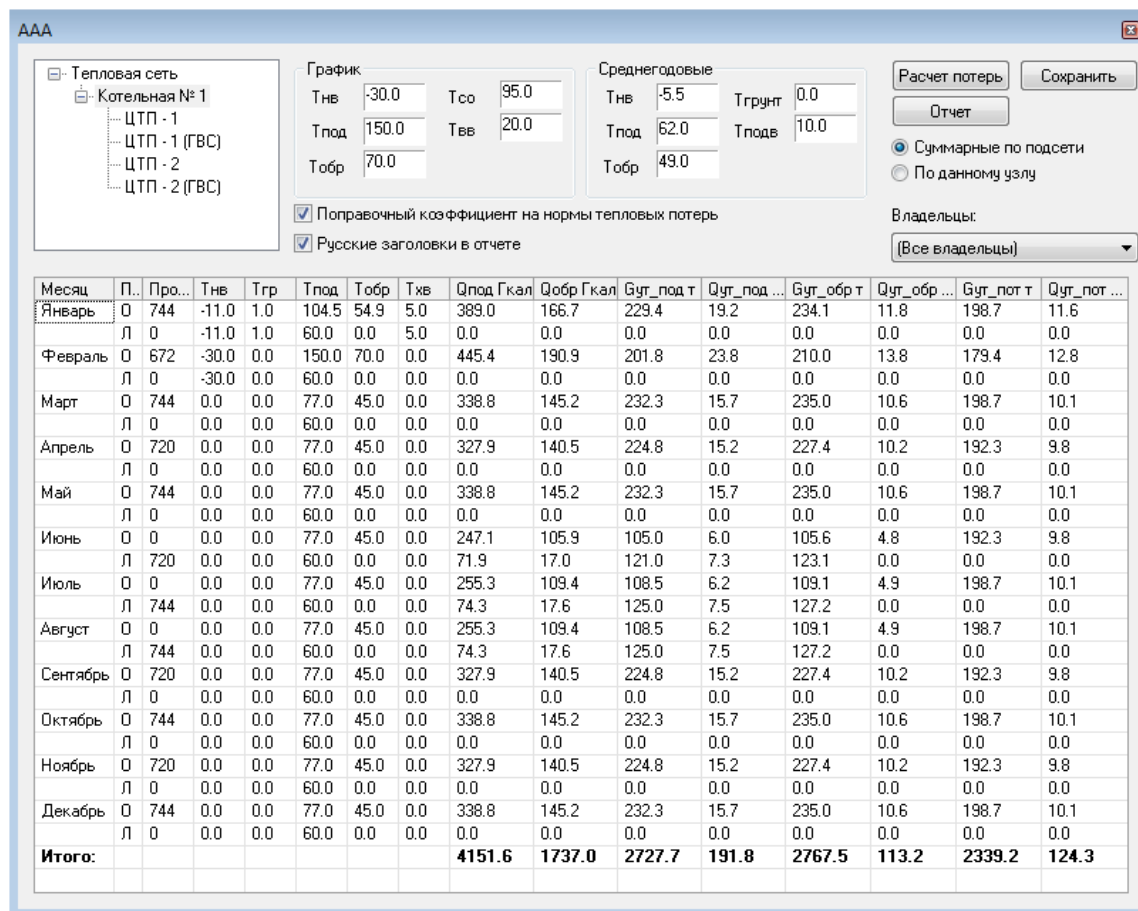 AAA
Тепловая сеть
Котельная № 1
ЦТП - 1
ЦТП - 1 (ГВС)
ЦТП - 2
ЦТП - 2 (ГВС)
График
Тнв -30.0 Тсо 95.0
Тпод 150.0 Твв 20.0
Тобр 70.0
Среднегодовые
Тнв -5.5 Тгрунт 0.0
Тпод 62.0 Тподв 10.0
Тобр 49.0
Расчет потерь Сохранить
Отчет
Суммарные по подсети
По данному узлу
Поправочный коэффициент на нормы тепловых потерь
Русские заголовки в отчете
Владельцы:
(Все владельцы)
Месяц П.. Про... Тнв Тгр Тпод Тобр Тхв Qпод Гкал Qобр Гкал Gут_под т Qут_под ... Gут_обр т Qут_обр ... Gут_пот т Qут_пот ...
Январь О 744 -11.0 1.0 104.5 54.9 5.0 389.0 166.7 229.4 19.2 234.1 11.8 198.7 11.6
Л 0 -11.0 1.0 60.0 0.0 5.0 0.0 0.0 0.0 0.0 0.0 0.0 0.0 0.0
Февраль О 672 -30.0 0.0 150.0 70.0 0.0 445.4 190.9 201.8 23.8 210.0 13.8 179.4 12.8
Л 0 -30.0 0.0 60.0 0.0 0.0 0.0 0.0 0.0 0.0 0.0 0.0 0.0 0.0
Март О 744 0.0 0.0 77.0 45.0 0.0 338.8 145.2 232.3 15.7 235.0 10.6 198.7 10.1
Л 0 0.0 0.0 60.0 0.0 0.0 0.0 0.0 0.0 0.0 0.0 0.0 0.0 0.0
Апрель О 720 0.0 0.0 77.0 45.0 0.0 327.9 140.5 224.8 15.2 227.4 10.2 192.3 9.8
Л 0 0.0 0.0 60.0 0.0 0.0 0.0 0.0 0.0 0.0 0.0 0.0 0.0 0.0
Май О 744 0.0 0.0 77.0 45.0 0.0 338.8 145.2 232.3 15.7 235.0 10.6 198.7 10.1
Л 0 0.0 0.0 60.0 0.0 0.0 0.0 0.0 0.0 0.0 0.0 0.0 0.0 0.0
Июнь О 0 0.0 0.0 77.0 45.0 0.0 247.1 105.9 105.0 6.0 105.6 4.8 192.3 9.8
Л 720 0.0 0.0 60.0 0.0 0.0 71.9 17.0 121.0 7.3 123.1 0.0 0.0 0.0
Июль О 0 0.0 0.0 77.0 45.0 0.0 255.3 109.4 108.5 6.2 109.1 4.9 198.7 10.1
Л 744 0.0 0.0 60.0 0.0 0.0 74.3 17.6 125.0 7.5 127.2 0.0 0.0 0.0
Август О 0 0.0 0.0 77.0 45.0 0.0 255.3 109.4 108.5 6.2 109.1 4.9 198.7 10.1
Л 744 0.0 0.0 60.0 0.0 0.0 74.3 17.6 125.0 7.5 127.2 0.0 0.0 0.0
Сентябрь О 720 0.0 0.0 77.0 45.0 0.0 327.9 140.5 224.8 15.2 227.4 10.2 192.3 9.8
Л 0 0.0 0.0 60.0 0.0 0.0 0.0 0.0 0.0 0.0 0.0 0.0 0.0 0.0
Октябрь О 744 0.0 0.0 77.0 45.0 0.0 338.8 145.2 232.3 15.7 235.0 10.6 198.7 10.1
Л 0 0.0 0.0 60.0 0.0 0.0 0.0 0.0 0.0 0.0 0.0 0.0 0.0 0.0
Ноябрь О 720 0.0 0.0 77.0 45.0 0.0 327.9 140.5 224.8 15.2 227.4 10.2 192.3 9.8
Л 0 0.0 0.0 60.0 0.0 0.0 0.0 0.0 0.0 0.0 0.0 0.0 0.0 0.0
Декабрь О 744 0.0 0.0 77.0 45.0 0.0 338.8 145.2 232.3 15.7 235.0 10.6 198.7 10.1
Л 0 0.0 0.0 60.0 0.0 0.0 0.0 0.0 0.0 0.0 0.0 0.0 0.0 0.0
Итого: 4151.6 1737.0 2727.7 191.8 2767.5 113.2 2339.2 124.3